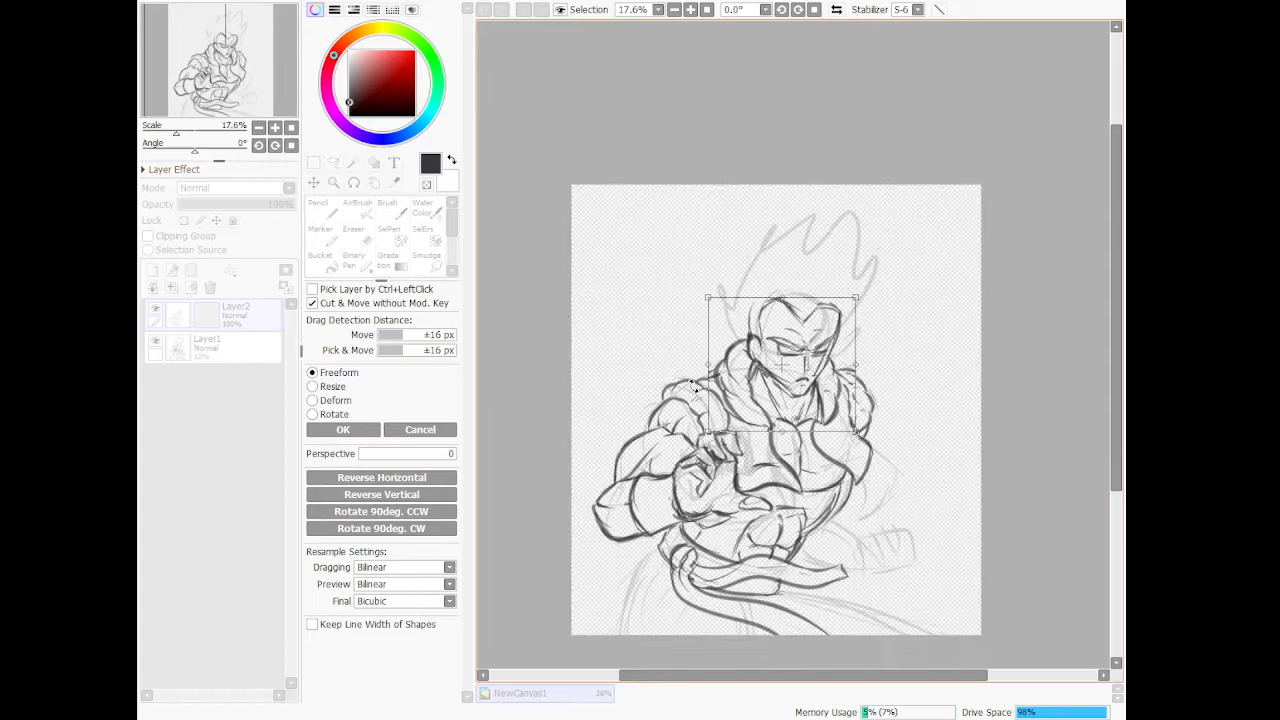 Selection
17.6%
0.0°
Stabilizer
S-6
Scale
17.6%
Angle
0°
Layer Effect
Mode
Normal
Opacity
100%
Lock
Clipping Group
Selection Source
Layer2
Normal
100%
Layer1
Normal
12%
T
Pencil
AirBrush
Brush
Water
Color
Marker
Eraser
SelPen
SelErs
Bucket
Binary
Pen
Grada-
tion
Smudge
Pick Layer by Ctrl+LeftClick
Cut & Move without Mod. Key
Drag Detection Distance:
Move
±16 px
Pick & Move
±16 px
Freeform
Resize
Deform
Rotate
OK
Cancel
Perspective
0
Reverse Horizontal
Reverse Vertical
Rotate 90deg. CCW
Rotate 90deg. CW
Resample Settings:
Dragging
Bilinear
Preview
Bilinear
Final
Bicubic
Keep Line Width of Shapes
NewCanvas1
Memory Usage
5% (7%)
Drive Space
98%